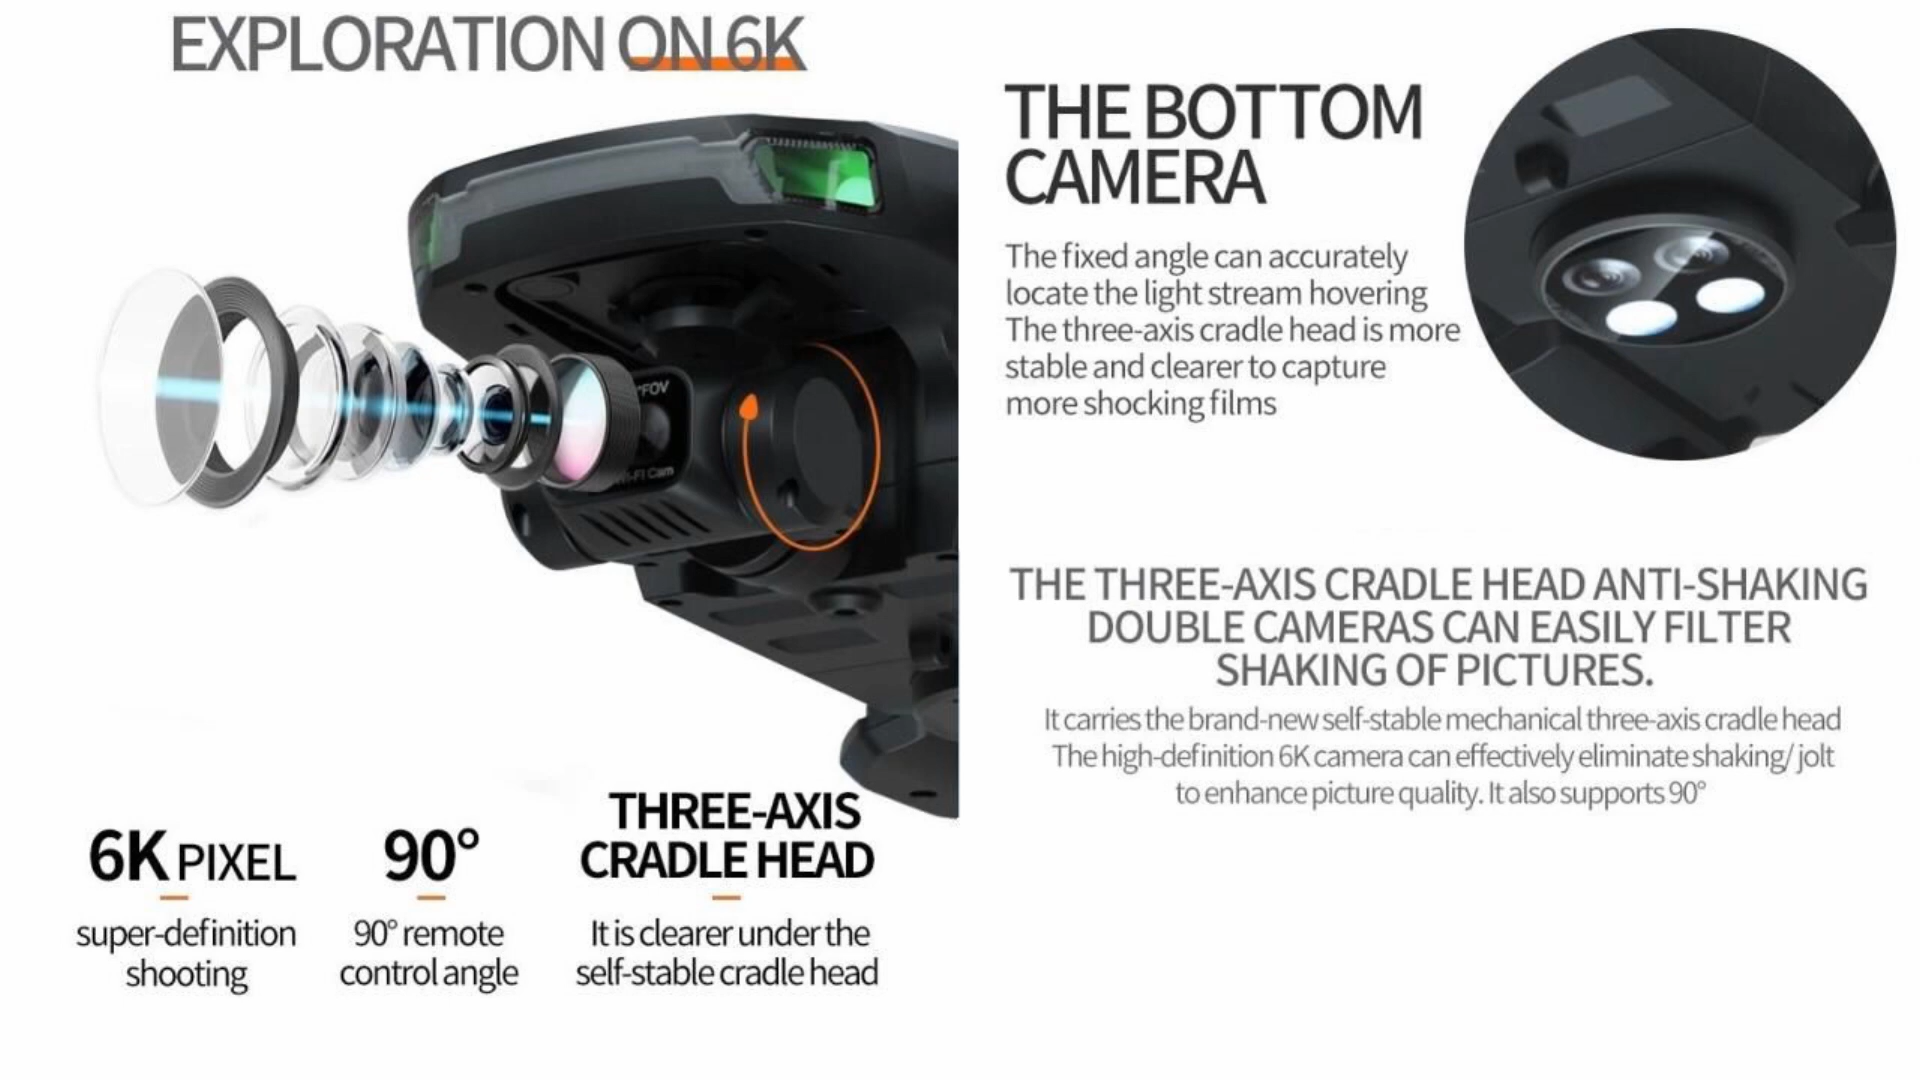 EXPLORATION ON 6K
°FOV
Cam
6K PIXEL
super-definition
shooting
90°
90° remote
control angle
THREE-AXIS
CRADLE HEAD
It is clearer under the
self-stable cradle head
THE BOTTOM
CAMERA
The fixed angle can accurately
locate the light stream hovering
The three-axis cradle head is more
stable and clearer to capture
more shocking films
THE THREE-AXIS CRADLE HEAD ANTI-SHAKING
DOUBLE CAMERAS CAN EASILY FILTER
SHAKING OF PICTURES.
It carries the brand-new self-stable mechanical three-axis cradle head
The high-definition 6K camera can effectively eliminate shaking/ jolt
to enhance picture quality. It also supports 90°